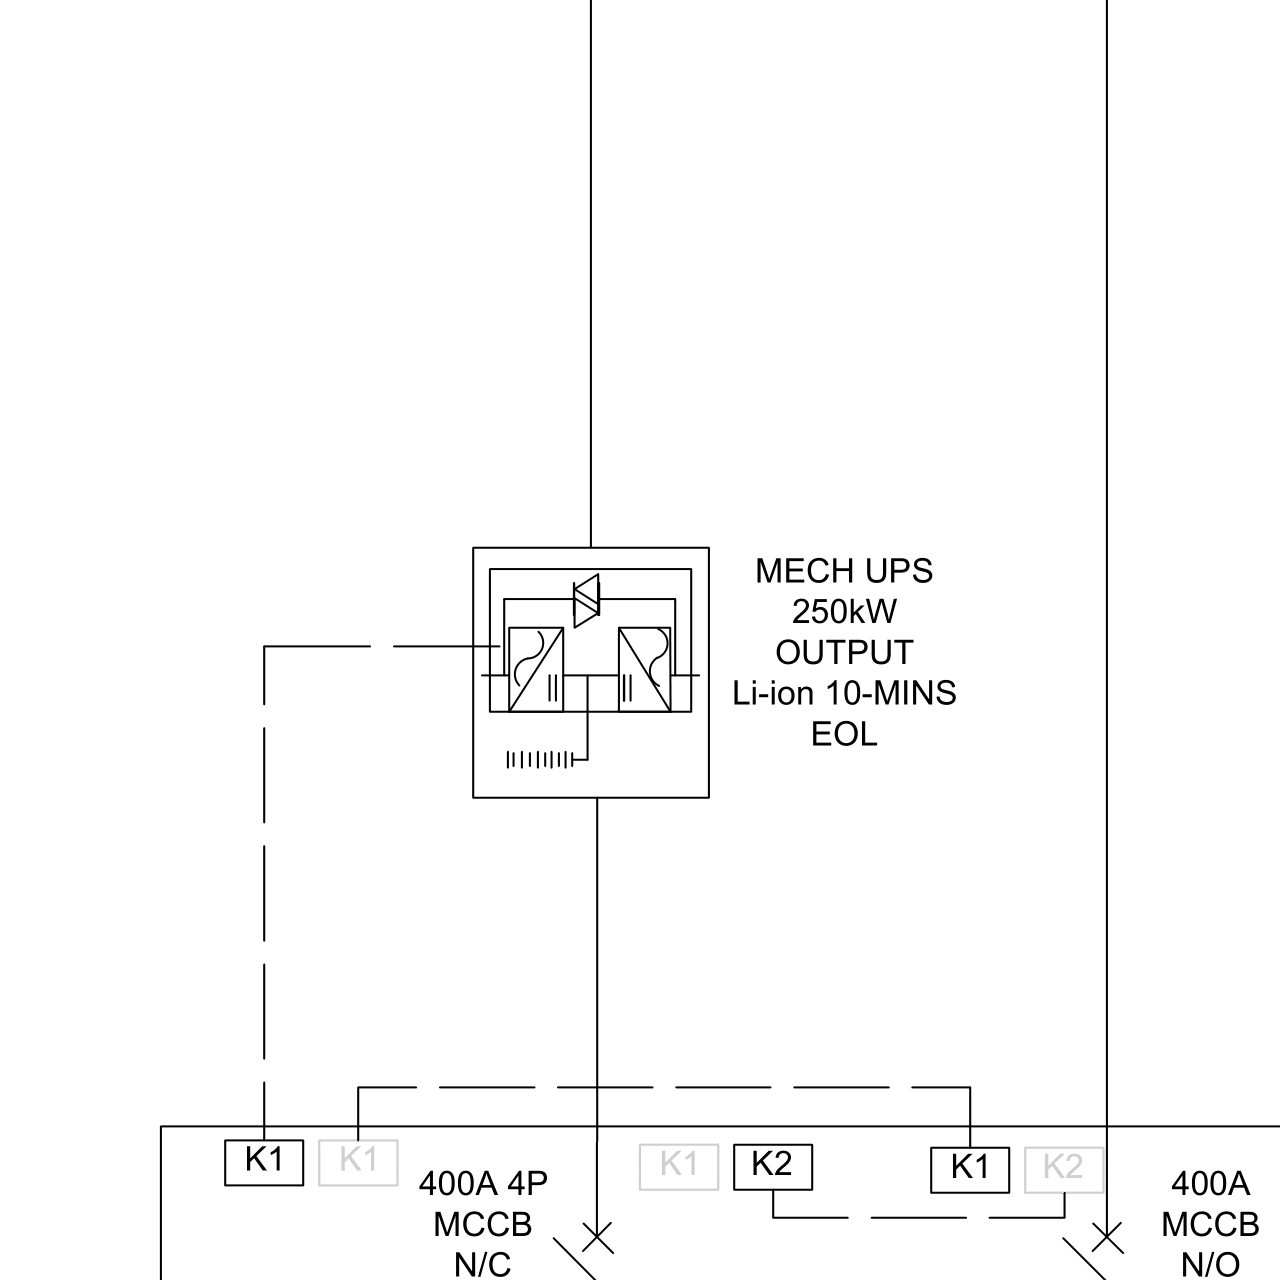 MECH UPS
250kW
OUTPUT
Li-ion 10-MINS
EOL
K1
K1
K1
K2
K1
K2
400A 4P
MCCB
N/C
400A
MCCB
N/O